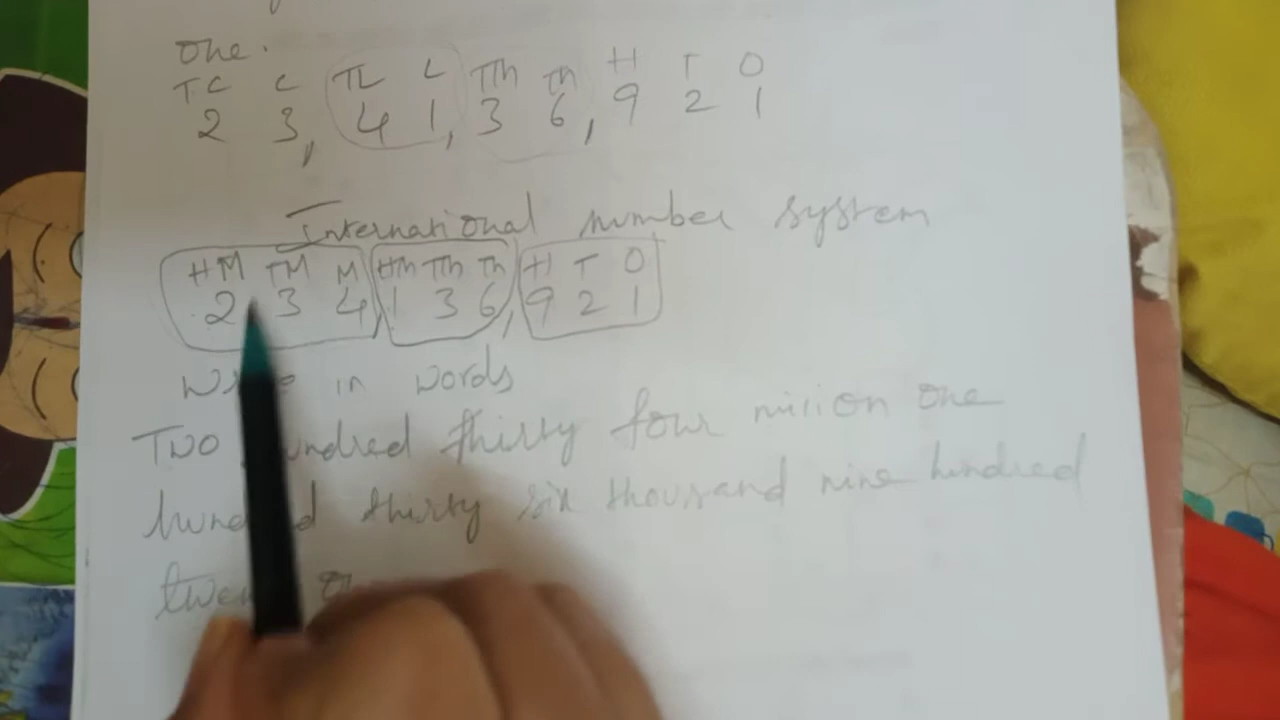 one.
TC C TL L TTh Th H T O
2 3, 4 1, 3 6, 9 2 1
International number system
HM TM M HTh TTh Th H T O
2 3 4, 1 3 6, 9 2 1
in words
Two hundred thirty four million one
hundred thirty six thousand nine hundred